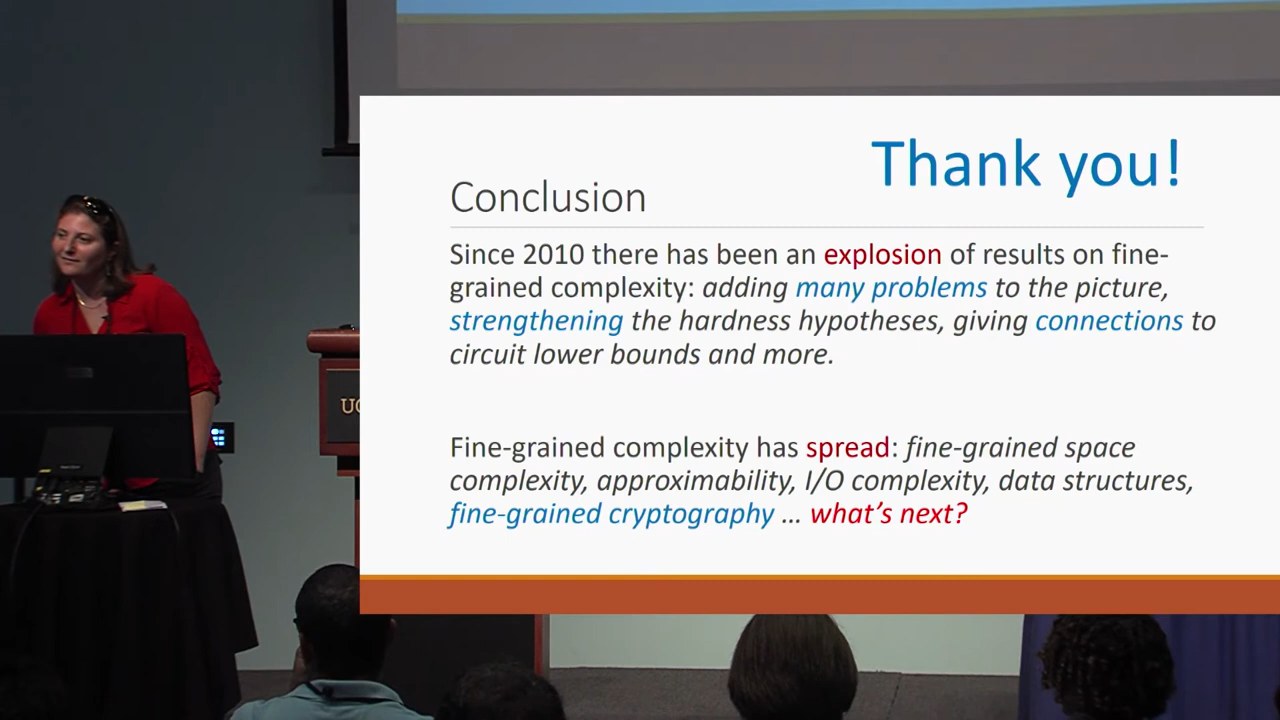 Thank you!
Conclusion
Since 2010 there has been an explosion of results on fine-
grained complexity: adding many problems to the picture,
strengthening the hardness hypotheses, giving connections to
circuit lower bounds and more.
Fine-grained complexity has spread: fine-grained space
complexity, approximability, I/O complexity, data structures,
fine-grained cryptography … what’s next?
UC